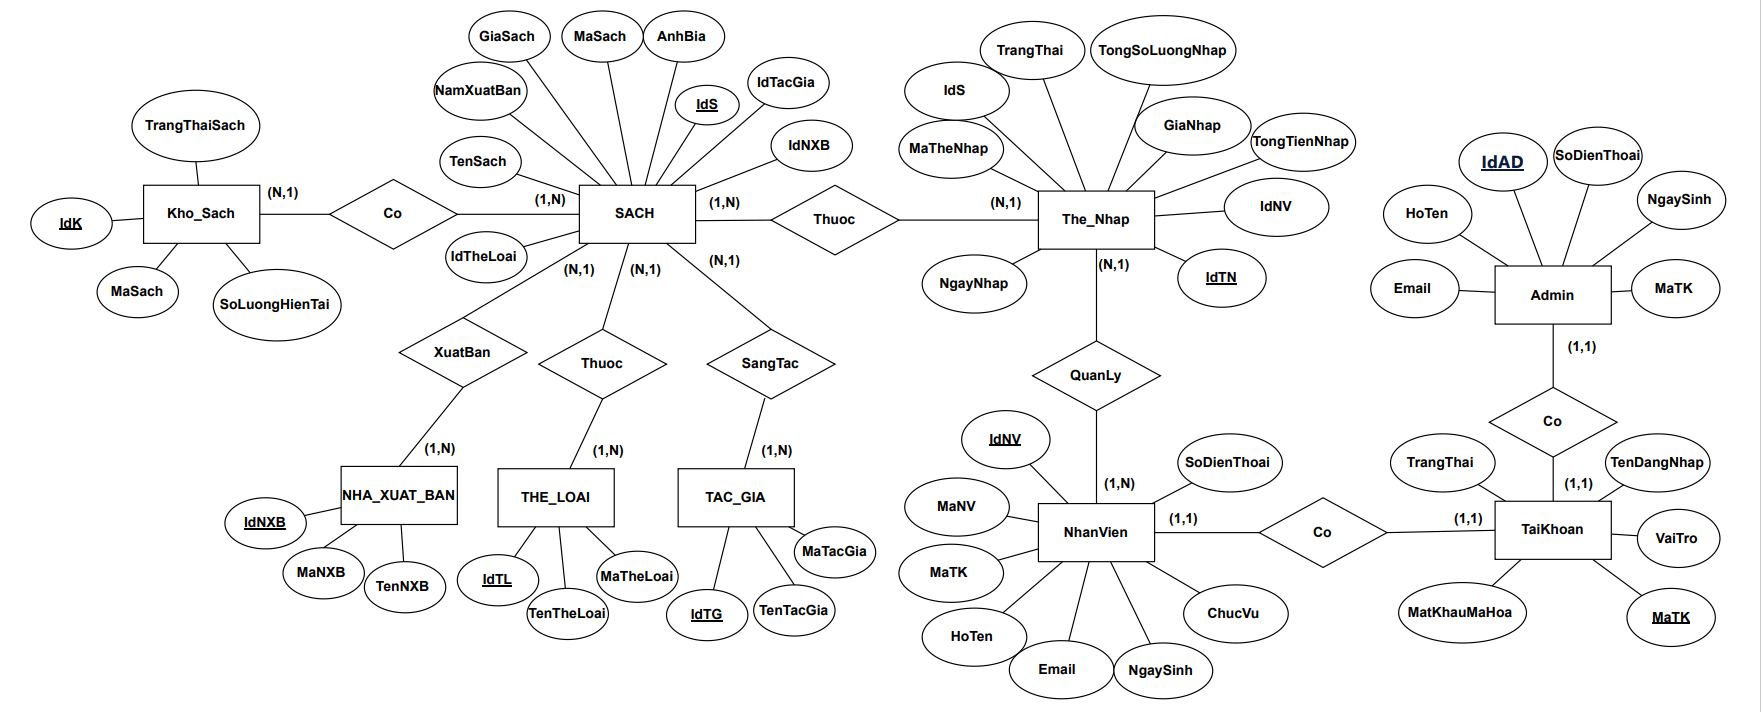 GiaSach
MaSach
AnhBia
NamXuatBan
IdS
IdTacGia
TenSach
IdNXB
TrangThaiSach
Kho_Sach
(N,1)
Co
(1,N)
SACH
(1,N)
Thuoc
(N,1)
The_Nhap
IdK
MaSach
SoLuongHienTai
IdTheLoai
(N,1)
(N,1)
(N,1)
XuatBan
Thuoc
SangTac
(1,N)
(1,N)
(1,N)
NHA_XUAT_BAN
THE_LOAI
TAC_GIA
IdNXB
MaNXB
TenNXB
IdTL
TenTheLoai
MaTheLoai
IdTG
TenTacGia
MaTacGia
TrangThai
TongSoLuongNhap
IdS
GiaNhap
MaTheNhap
TongTienNhap
IdNV
NgayNhap
IdTN
(N,1)
QuanLy
(1,N)
IdNV
SoDienThoai
MaNV
NhanVien
(1,1)
Co
(1,1)
TaiKhoan
MaTK
HoTen
Email
NgaySinh
ChucVu
IdAD
SoDienThoai
HoTen
NgaySinh
Email
Admin
MaTK
(1,1)
Co
(1,1)
TrangThai
TenDangNhap
VaiTro
MatKhauMaHoa
MaTK